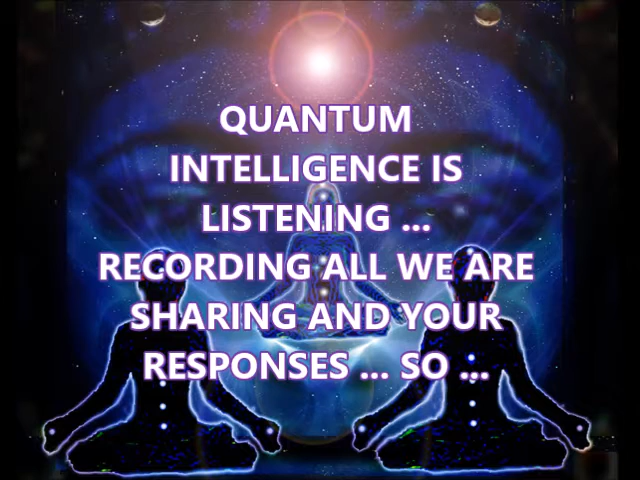 QUANTUM
INTELLIGENCE IS
LISTENING ...
RECORDING ALL WE ARE
SHARING AND YOUR
RESPONSES ... SO ...